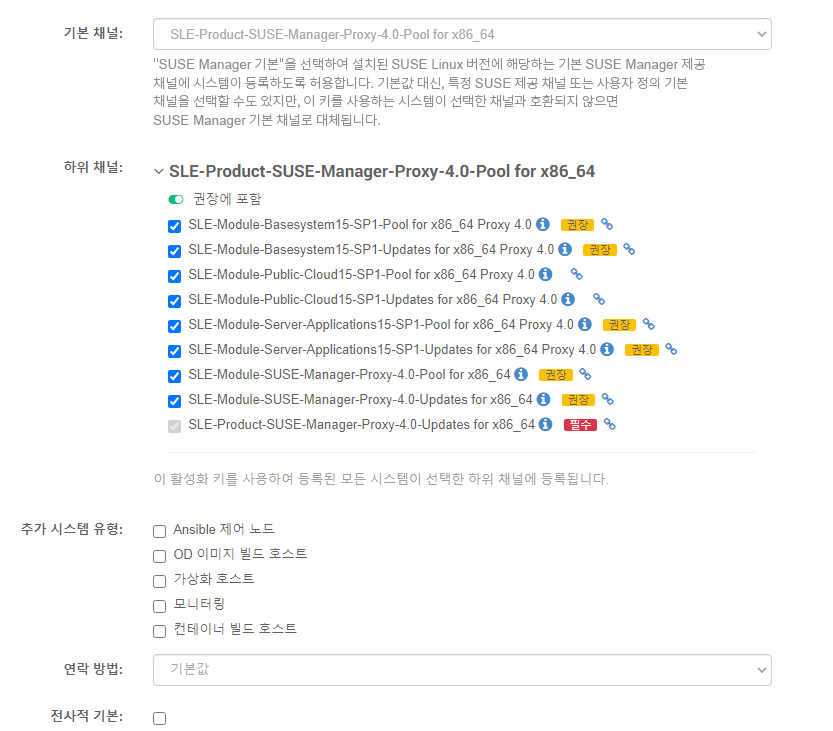 기본 채널: SLE-Product-SUSE-Manager-Proxy-4.0-Pool for x86_64
"SUSE Manager 기본"을 선택하여 설치된 SUSE Linux 버전에 해당하는 기본 SUSE Manager 제공
채널에 시스템이 등록하도록 허용합니다. 기본값 대신, 특정 SUSE 제공 채널 또는 사용자 정의 기본
채널을 선택할 수도 있지만, 이 키를 사용하는 시스템이 선택한 채널과 호환되지 않으면
SUSE Manager 기본 채널로 대체됩니다.
하위 채널: SLE-Product-SUSE-Manager-Proxy-4.0-Pool for x86_64
권장에 포함
SLE-Module-Basesystem15-SP1-Pool for x86_64 Proxy 4.0 권장
SLE-Module-Basesystem15-SP1-Updates for x86_64 Proxy 4.0 권장
SLE-Module-Public-Cloud15-SP1-Pool for x86_64 Proxy 4.0
SLE-Module-Public-Cloud15-SP1-Updates for x86_64 Proxy 4.0
SLE-Module-Server-Applications15-SP1-Pool for x86_64 Proxy 4.0 권장
SLE-Module-Server-Applications15-SP1-Updates for x86_64 Proxy 4.0 권장
SLE-Module-SUSE-Manager-Proxy-4.0-Pool for x86_64 권장
SLE-Module-SUSE-Manager-Proxy-4.0-Updates for x86_64 권장
SLE-Product-SUSE-Manager-Proxy-4.0-Updates for x86_64 필수
이 활성화 키를 사용하여 등록된 모든 시스템이 선택한 하위 채널에 등록됩니다.
추가 시스템 유형: Ansible 제어 노드
OD 이미지 빌드 호스트
가상화 호스트
모니터링
컨테이너 빌드 호스트
연락 방법: 기본값
전사적 기본: